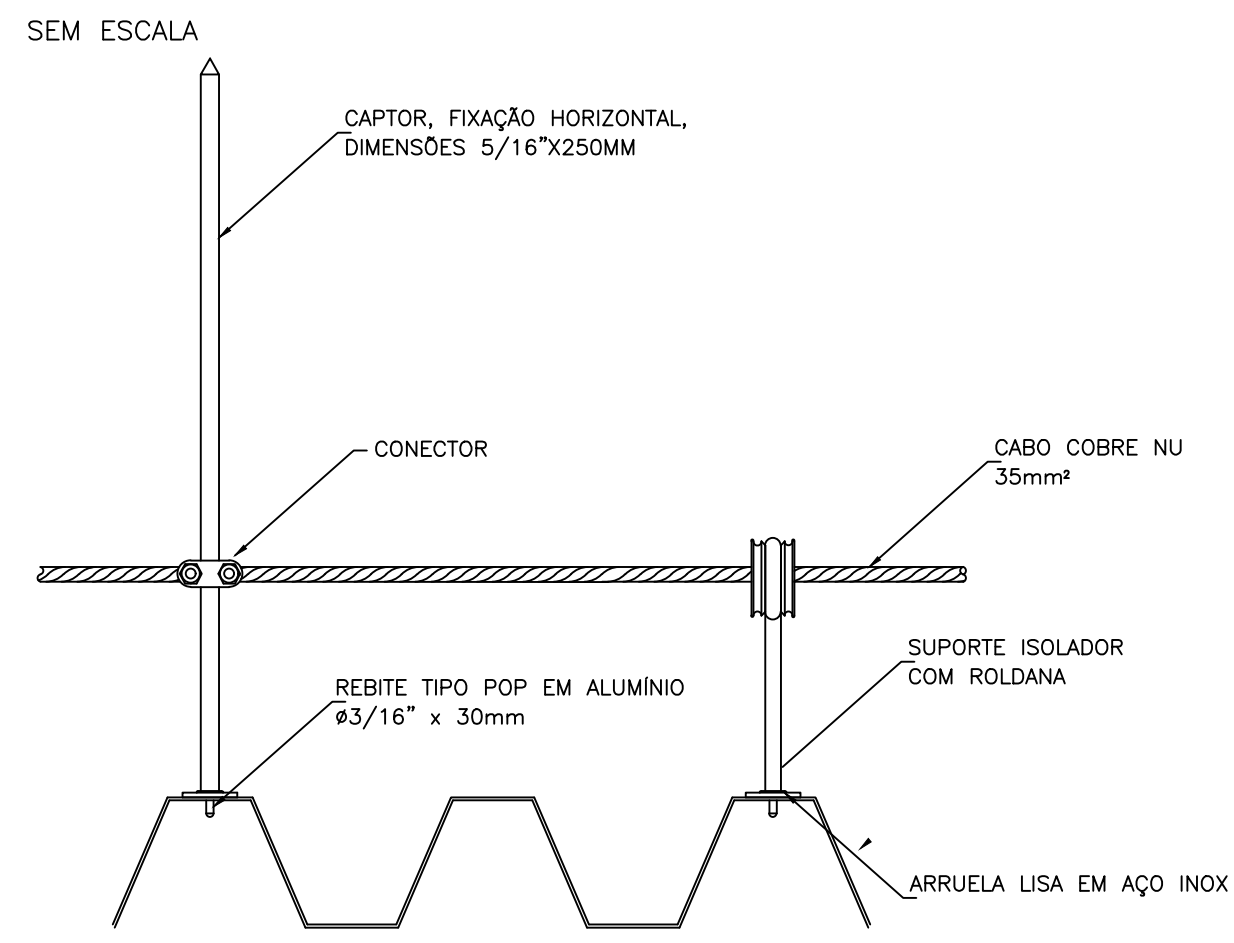 SEM ESCALA
CAPTOR, FIXAÇÃO HORIZONTAL,
DIMENSÕES 5/16”X250MM
CONECTOR
CABO COBRE NU
35mm²
SUPORTE ISOLADOR
COM ROLDANA
REBITE TIPO POP EM ALUMÍNIO
ø3/16” x 30mm
ARRUELA LISA EM AÇO INOX